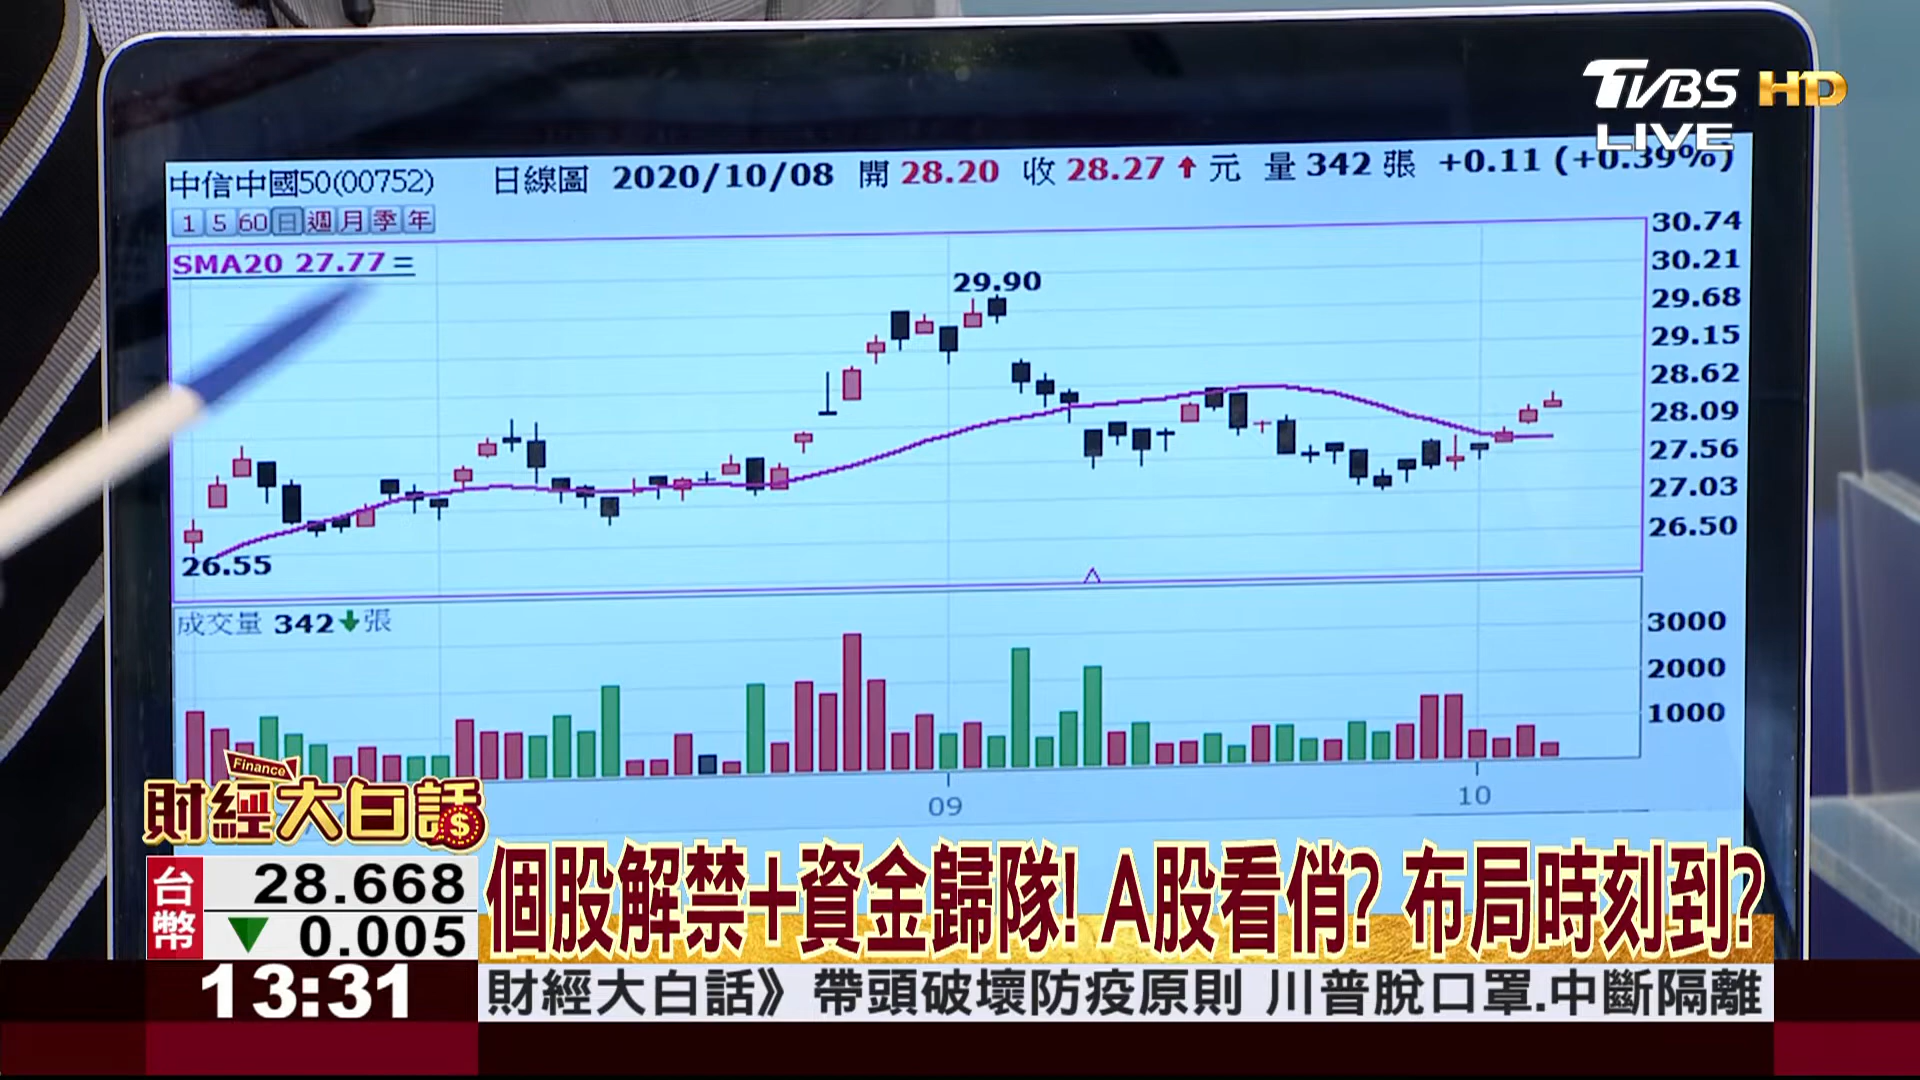 TVBS HD
LIVE
中信中國50(00752) 日線圖 2020/10/08 開 28.20 收 28.27 ↑ 元 量 342 張 +0.11 (+0.39%)
1 5 60 日 週 月 季 年
SMA20 27.77 =
30.74
30.21
29.90
29.68
29.15
28.62
28.09
27.56
27.03
26.50
26.55
成交量 342↓張
3000
2000
1000
09 10
Finance
財經大白話
$
台幣 28.668
▼ 0.005
個股解禁+資金歸隊! A股看俏? 布局時刻到?
13:31
財經大白話》帶頭破壞防疫原則 川普脫口罩.中斷隔離